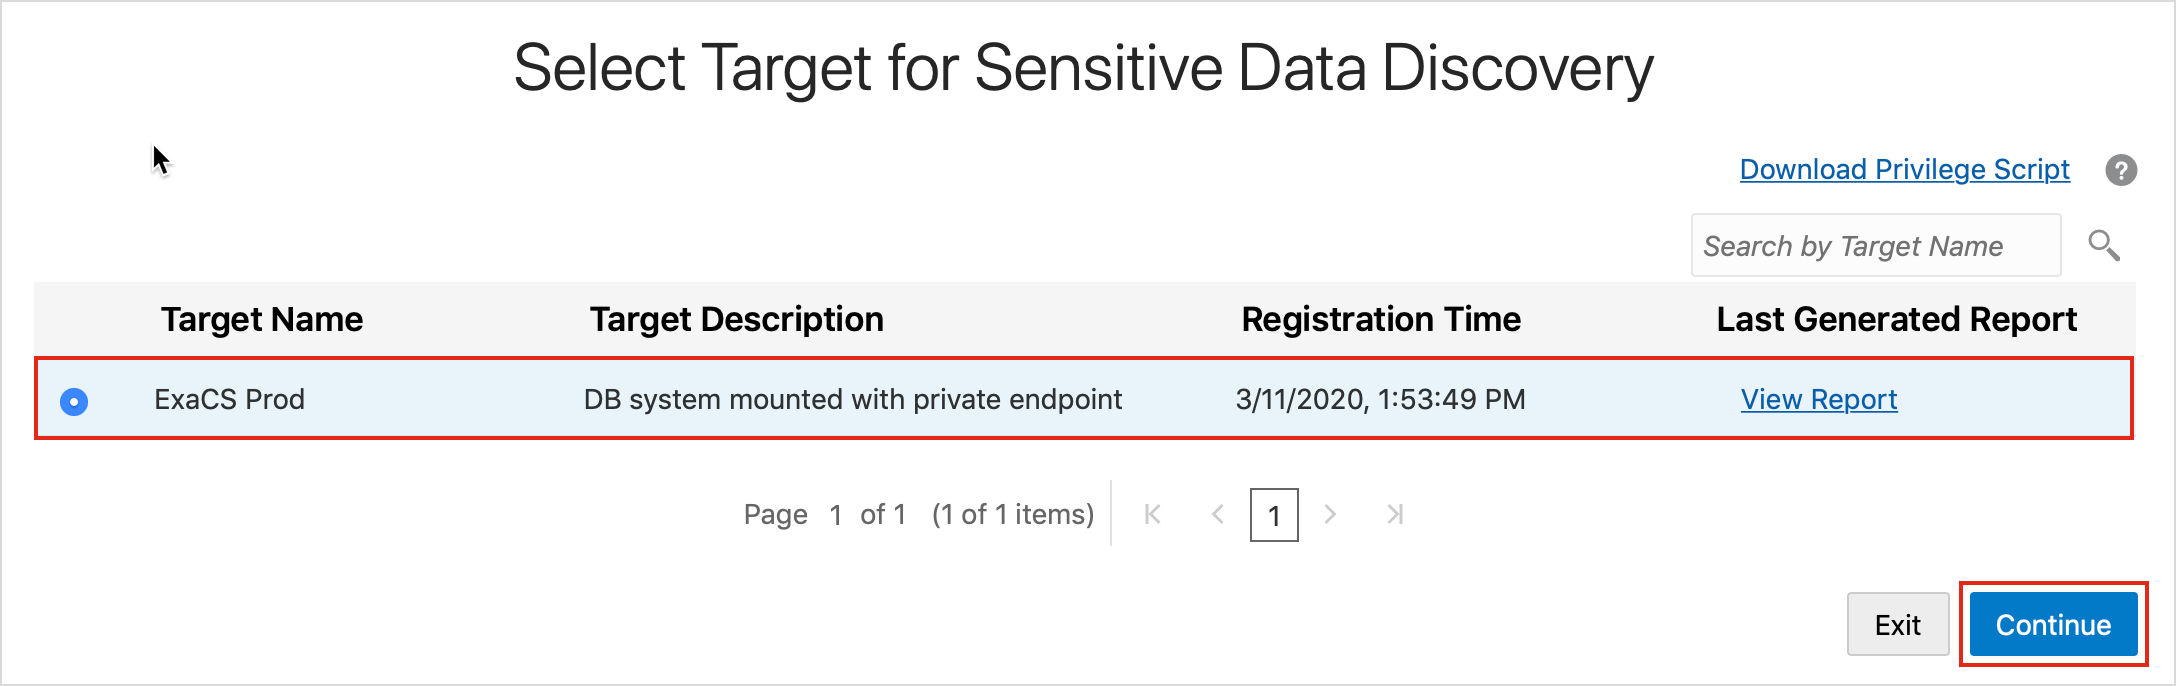 Select Target for Sensitive Data Discovery
Download Privilege Script ?
Search by Target Name
Target Name Target Description Registration Time Last Generated Report
ExaCS Prod DB system mounted with private endpoint 3/11/2020, 1:53:49 PM View Report
Page 1 of 1 (1 of 1 items) 1
Exit Continue